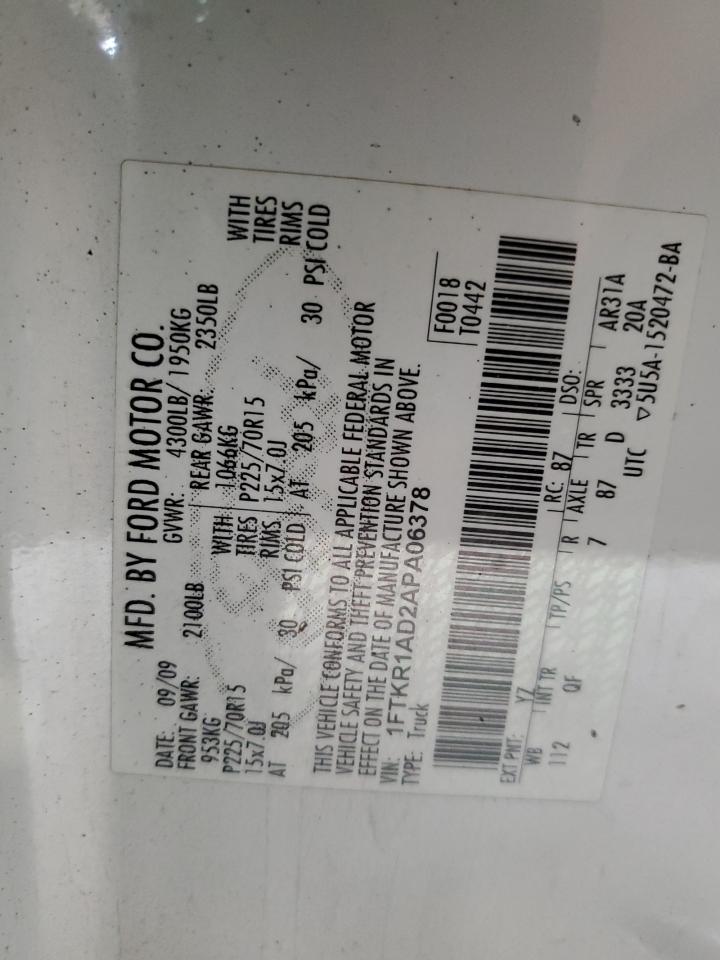 MFD. BY FORD MOTOR CO.
DATE: 09/09 GVWR: 4300LB/ 1950KG
FRONT GAWR: 2100LB REAR GAWR: 2350LB
953KG WITH 1066KG WITH
P225/70R15 TIRES P225/70R15 TIRES
15x7.0J RIMS 15x7.0J RIMS
AT 205 kPa/ 30 PSI COLD AT 205 kPa/ 30 PSI COLD
THIS VEHICLE CONFORMS TO ALL APPLICABLE FEDERAL MOTOR
VEHICLE SAFETY AND THEFT PREVENTION STANDARDS IN
EFFECT ON THE DATE OF MANUFACTURE SHOWN ABOVE.
VIN: 1FTKR1AD2APA06378
TYPE: Truck
F0018
T0442
EXT PNT: YZ RC: 87 DSO:
WB INT TR TP/PS R AXLE TR SPR
112 QF 7 87 D 3333 AR31A
UTC 20A
▽5U5A-1520472-BA